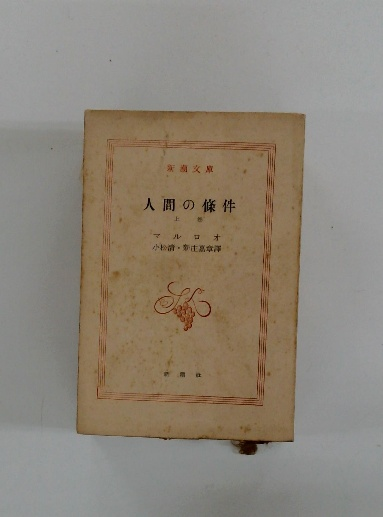 新潮文庫
人間の條件
上巻
マルロオ
小松清・新庄嘉章譯
新潮社